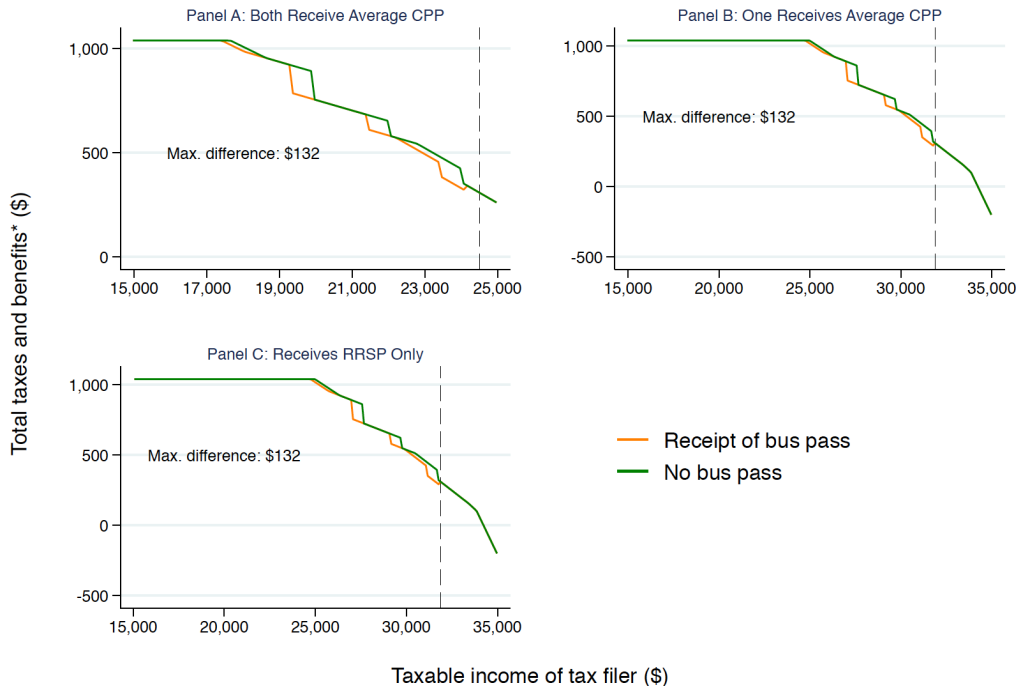 Panel A: Both Receive Average CPP
1,000
500
0
Max. difference: $132
15,000 17,000 19,000 21,000 23,000 25,000
Panel B: One Receives Average CPP
1,000
500
0
-500
Max. difference: $132
15,000 20,000 25,000 30,000 35,000
Total taxes and benefits* ($)
Panel C: Receives RRSP Only
1,000
500
0
-500
Max. difference: $132
15,000 20,000 25,000 30,000 35,000
Receipt of bus pass
No bus pass
Taxable income of tax filer ($)